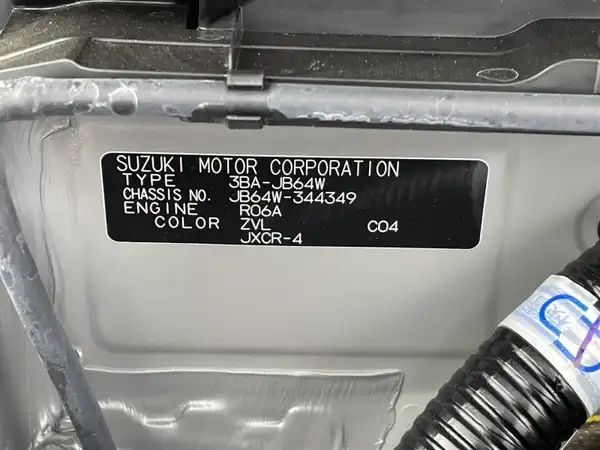 SUZUKI MOTOR CORPORATION
TYPE 3BA-JB64W
CHASSIS NO. JB64W-344349
ENGINE R06A
COLOR ZVL C04
JXCR-4